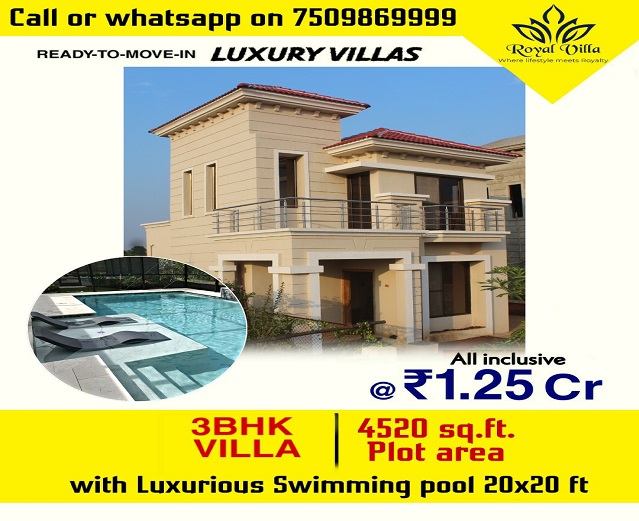 Call or whatsapp on 7509869999
Royal Villa
Where lifestyle meets Royalty
READY-TO-MOVE-IN LUXURY VILLAS
All inclusive
@ ₹1.25 Cr
3BHK
VILLA
4520 sq.ft.
Plot area
with Luxurious Swimming pool 20x20 ft